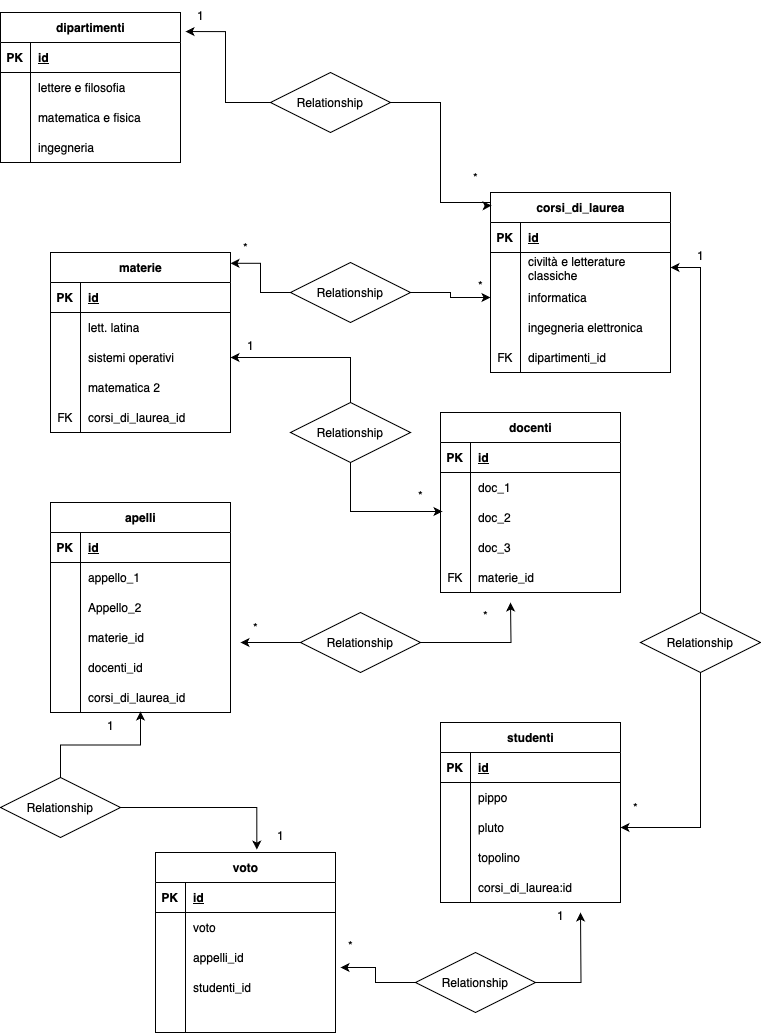 1
dipartimenti
PK id
lettere e filosofia
matematica e fisica
ingegneria
Relationship
*
corsi_di_laurea
PK id
civiltà e letterature
classiche
informatica
ingegneria elettronica
FK dipartimenti_id
*
materie
PK id
lett. latina
sistemi operativi
matematica 2
FK corsi_di_laurea_id
Relationship
*
1
1
Relationship
*
docenti
PK id
doc_1
doc_2
doc_3
FK materie_id
apelli
PK id
appello_1
Appello_2
materie_id
docenti_id
corsi_di_laurea_id
*
Relationship
*
Relationship
1
studenti
PK id
pippo
pluto
topolino
corsi_di_laurea:id
*
Relationship
1
voto
PK id
voto
appelli_id
studenti_id
*
Relationship
1